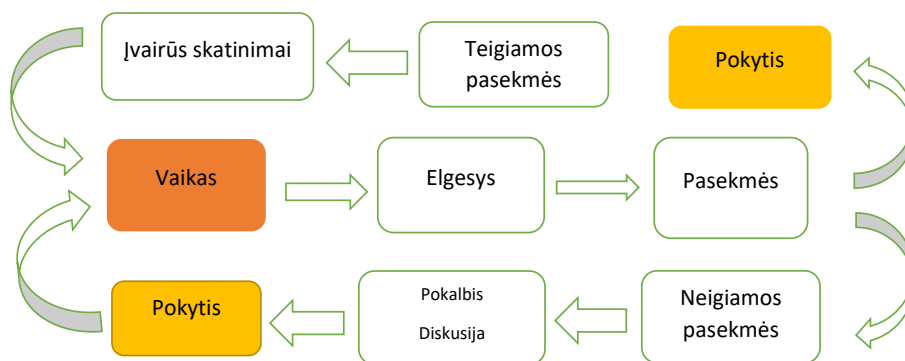 Įvairūs skatinimai
Teigiamos
pasekmės
Pokytis
Vaikas
Elgesys
Pasekmės
Pokytis
Pokalbis
Diskusija
Neigiamos
pasekmės